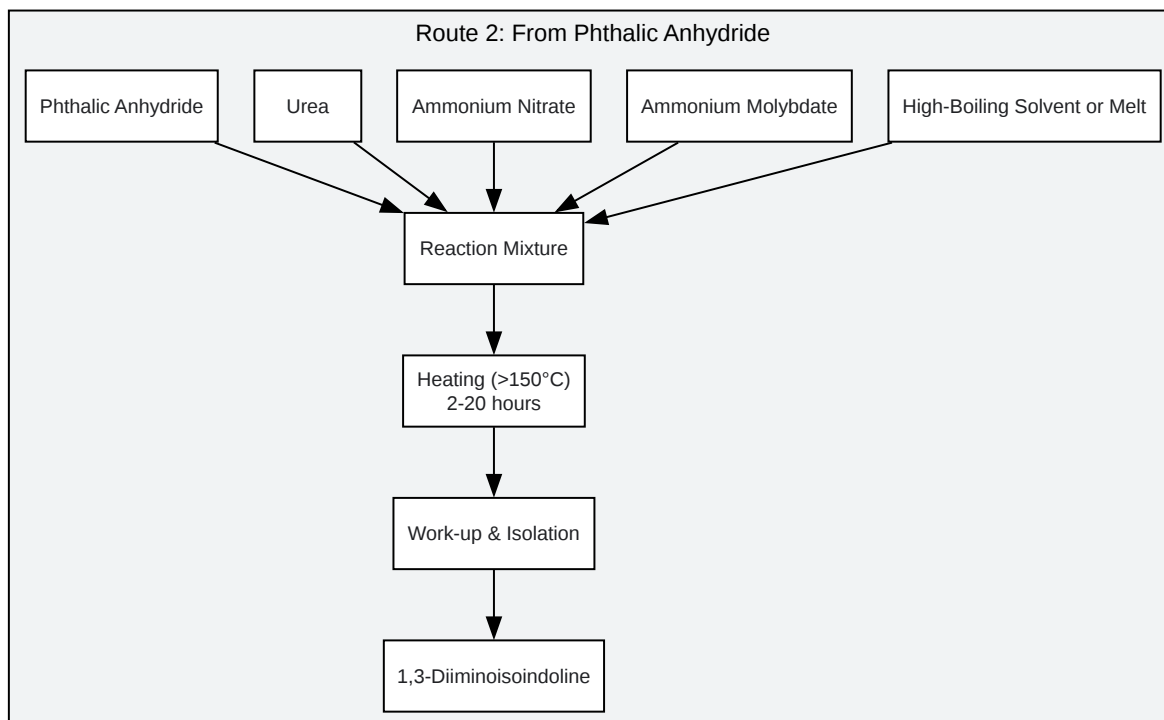 Route 2: From Phthalic Anhydride
Phthalic Anhydride
Urea
Ammonium Nitrate
Ammonium Molybdate
High-Boiling Solvent or Melt
Reaction Mixture
Heating (>150°C)
2-20 hours
Work-up & Isolation
1,3-Diiminoisoindoline